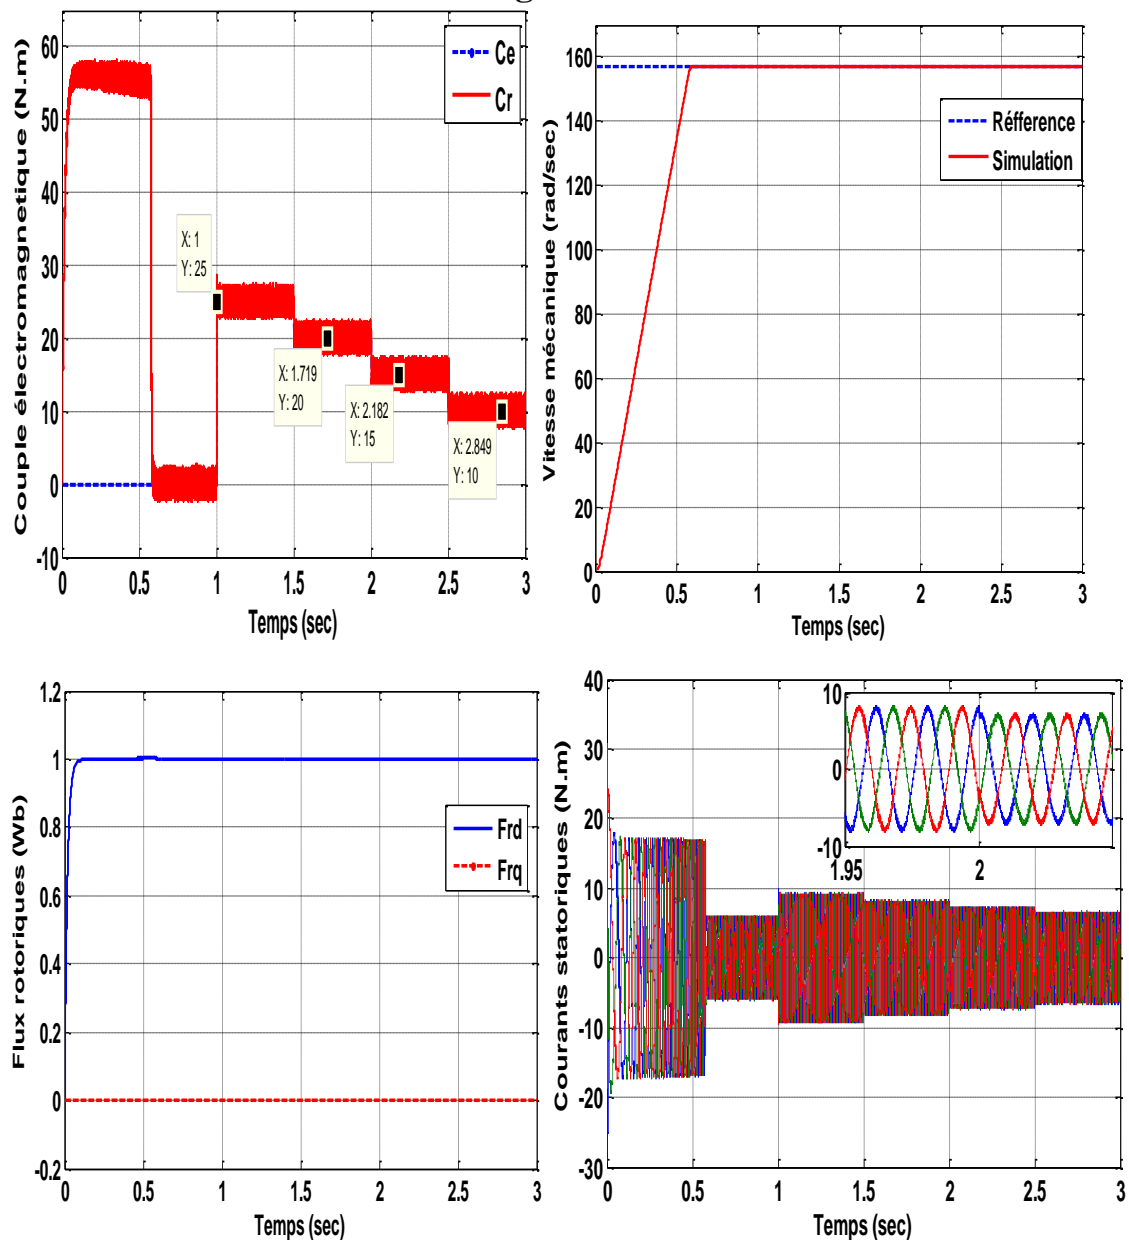 g
Couple électromagnetique (N.m)
60
50
40
30
20
10
0
-10
Ce
Cr
X: 1
Y: 25
X: 1.719
Y: 20
X: 2.182
Y: 15
X: 2.849
Y: 10
0 0.5 1 1.5 2 2.5 3
Temps (sec)
Vitesse mécanique (rad/sec)
160
140
120
100
80
60
40
20
0
Réfference
Simulation
0 0.5 1 1.5 2 2.5 3
Temps (sec)
Flux rotoriques (Wb)
1.2
1
0.8
0.6
0.4
0.2
0
-0.2
Frd
Frq
0 0.5 1 1.5 2 2.5 3
Temps (sec)
Courants statoriques (N.m)
40
30
20
10
0
-10
-20
-30
10
0
-10
1.95 2
0 0.5 1 1.5 2 2.5 3
Temps (sec)